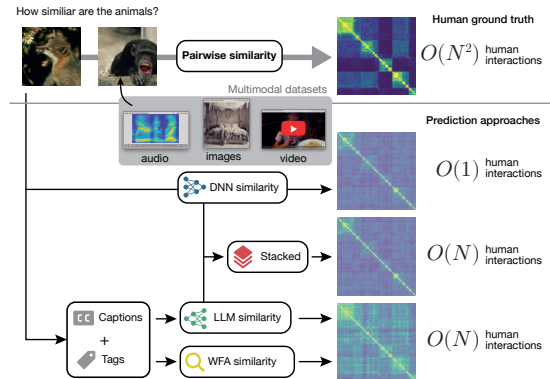 How similiar are the animals?
Human ground truth
Pairwise similarity
O(N²) human interactions
Multimodal datasets
Prediction approaches
audio
images
video
O(1) human interactions
DNN similarity
Stacked
O(N) human interactions
CC Captions
+
Tags
LLM similarity
WFA similarity
O(N) human interactions